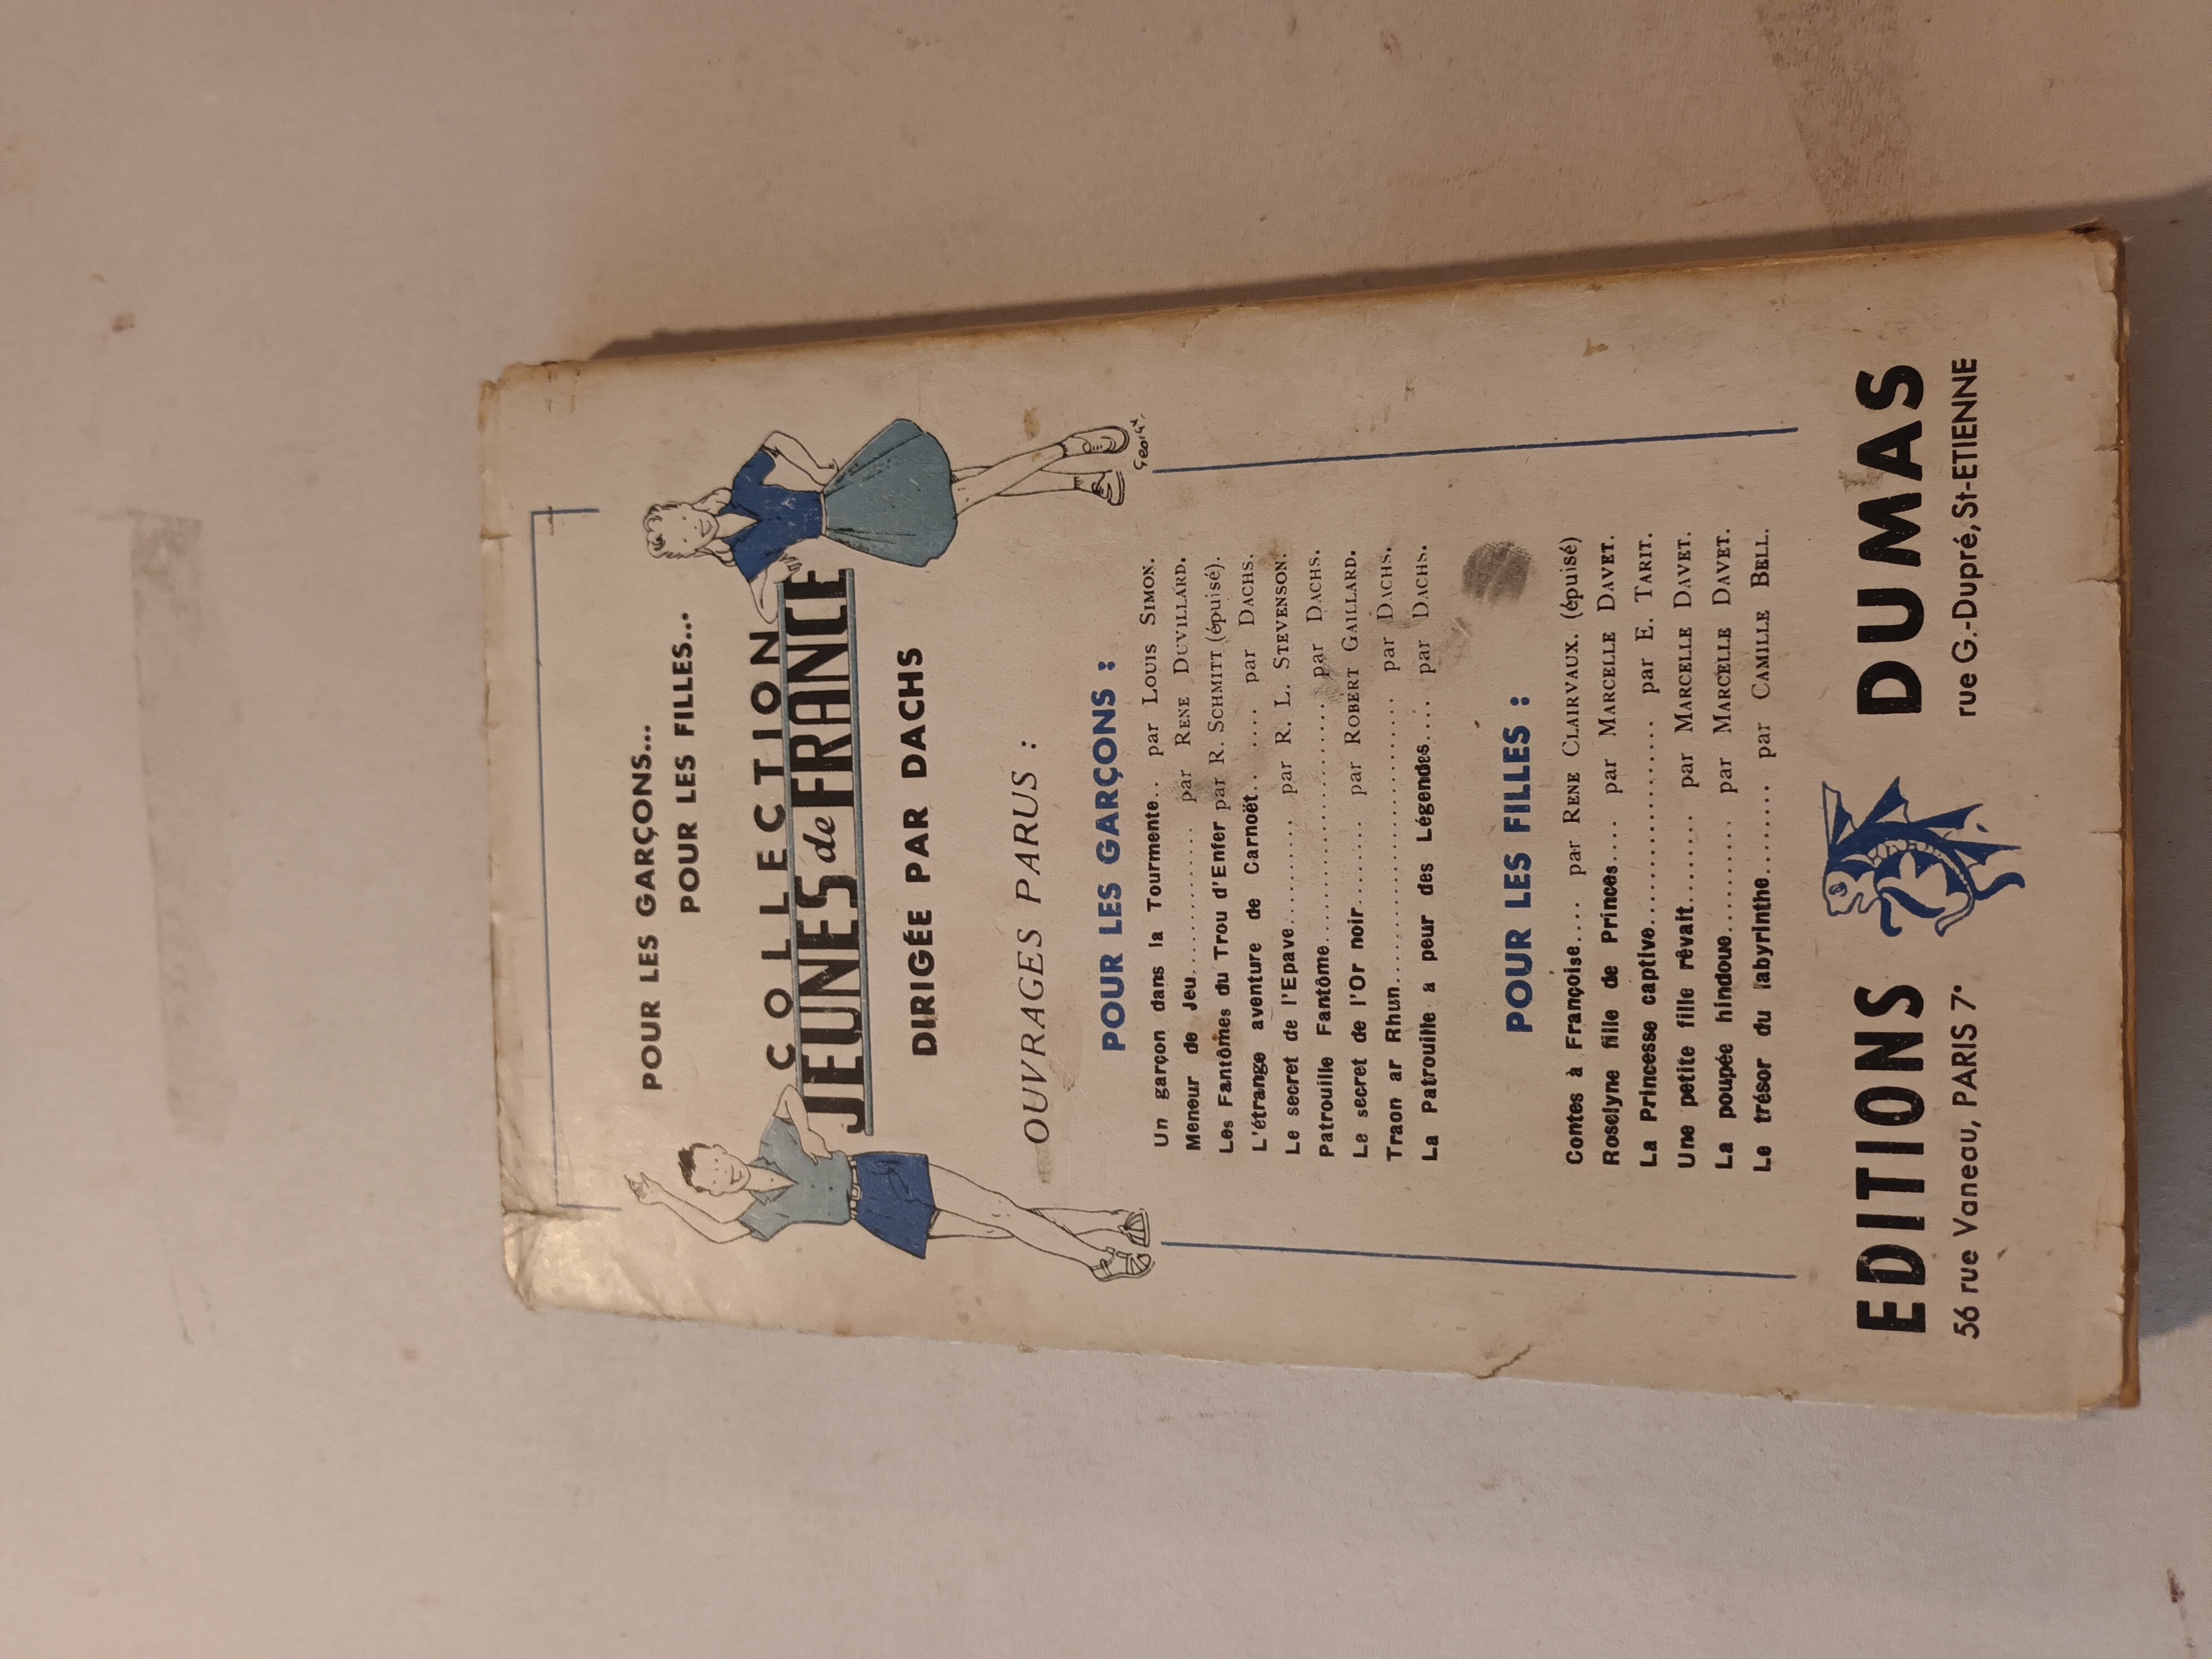 POUR LES GARÇONS...
POUR LES FILLES...
COLLECTION
JEUNES de FRANCE
DIRIGÉE PAR DACHS
OUVRAGES PARUS :
POUR LES GARÇONS :
Un garçon dans la Tourmente.. par LOUIS SIMON.
Meneur de Jeu............... par RENE DUVILLARD.
Les Fantômes du Trou d'Enfer par R. SCHMITT (épuisé).
L'étrange aventure de Carnoët.. .... par DACHS.
Le secret de l'Epave........... par R. L. STEVENSON.
Patrouille Fantôme........................ par DACHS.
Le secret de l'Or noir......... par ROBERT GAILLARD.
Traon ar Rhun............................ par DACHS.
La Patrouille a peur des Légendes.... par DACHS.
POUR LES FILLES :
Contes à Françoise.... par RENE CLAIRVAUX. (épuisé)
Roselyne fille de Princes.... par MARCELLE DAVET.
La Princesse captive.................... par E. TARIT.
Une petite fille rêvait......... par MARCELLE DAVET.
La poupée hindoue.......... par MARCELLE DAVET.
Le trésor du labyrinthe......... par CAMILLE BELL.
EDITIONS DUMAS
56 rue Vaneau, PARIS 7e rue G.-Dupré, St-ETIENNE